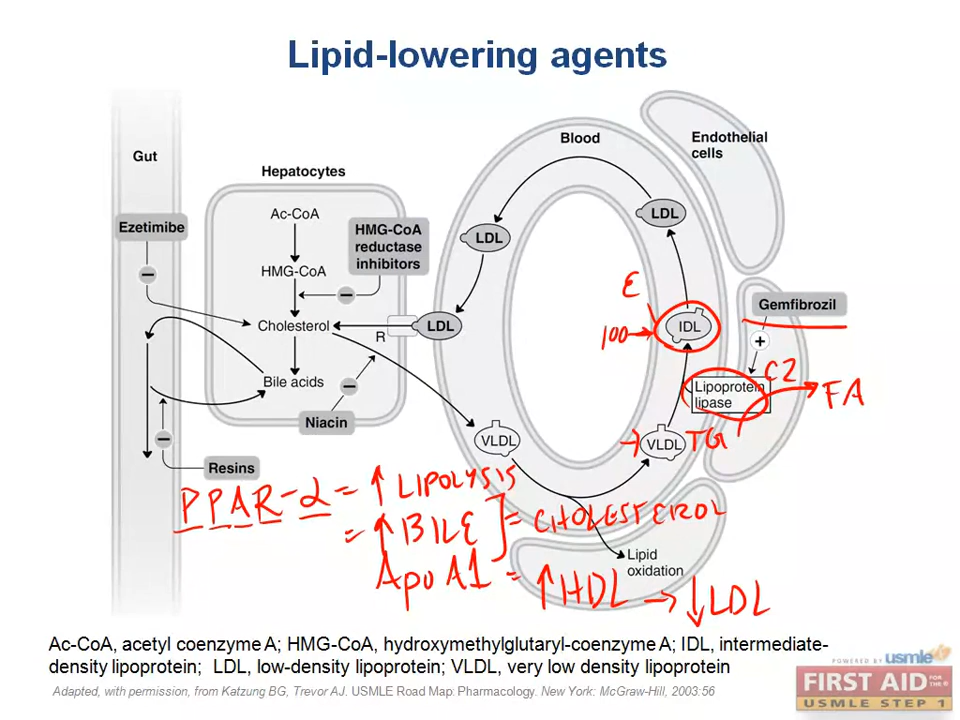 Lipid-lowering agents
Gut
Ezetimibe
−
Hepatocytes
Ac-CoA
HMG-CoA
HMG-CoA
reductase
inhibitors
−
Cholesterol
R
Bile acids
−
Niacin
−
Resins
Blood
LDL
LDL
LDL
IDL
VLDL
VLDL
Endothelial
cells
Gemfibrozil
+
Lipoprotein
lipase
Lipid
oxidation
E
100
C2
TG
FA
PPAR-α = ↑ LIPOLYSIS
= ↑ BILE ] = CHOLESTEROL
Apo A1 = ↑ HDL → ↓ LDL
Ac-CoA, acetyl coenzyme A; HMG-CoA, hydroxymethylglutaryl-coenzyme A; IDL, intermediate-
density lipoprotein; LDL, low-density lipoprotein; VLDL, very low density lipoprotein
Adapted, with permission, from Katzung BG, Trevor AJ. USMLE Road Map: Pharmacology. New York: McGraw-Hill, 2003:56
POWERED BY usmle
FIRST AID FOR THE®
USMLE STEP 1